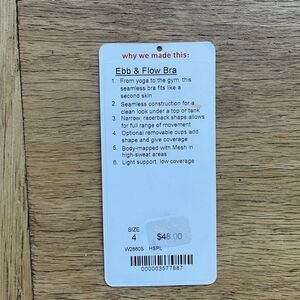 why we made this:
Ebb & Flow Bra
1. From yoga to the gym, this
seamless bra fits like a
second skin
2. Seamless construction for a
clean look under a top or tank
3. Narrow, racerback shape allows
for full range of movement
4. Optional removable cups add
shape and give coverage
5. Body-mapped with Mesh in
high-sweat areas
6. Light support, low coverage
SIZE
4 $48.00
W2880S HSPL
000003577887